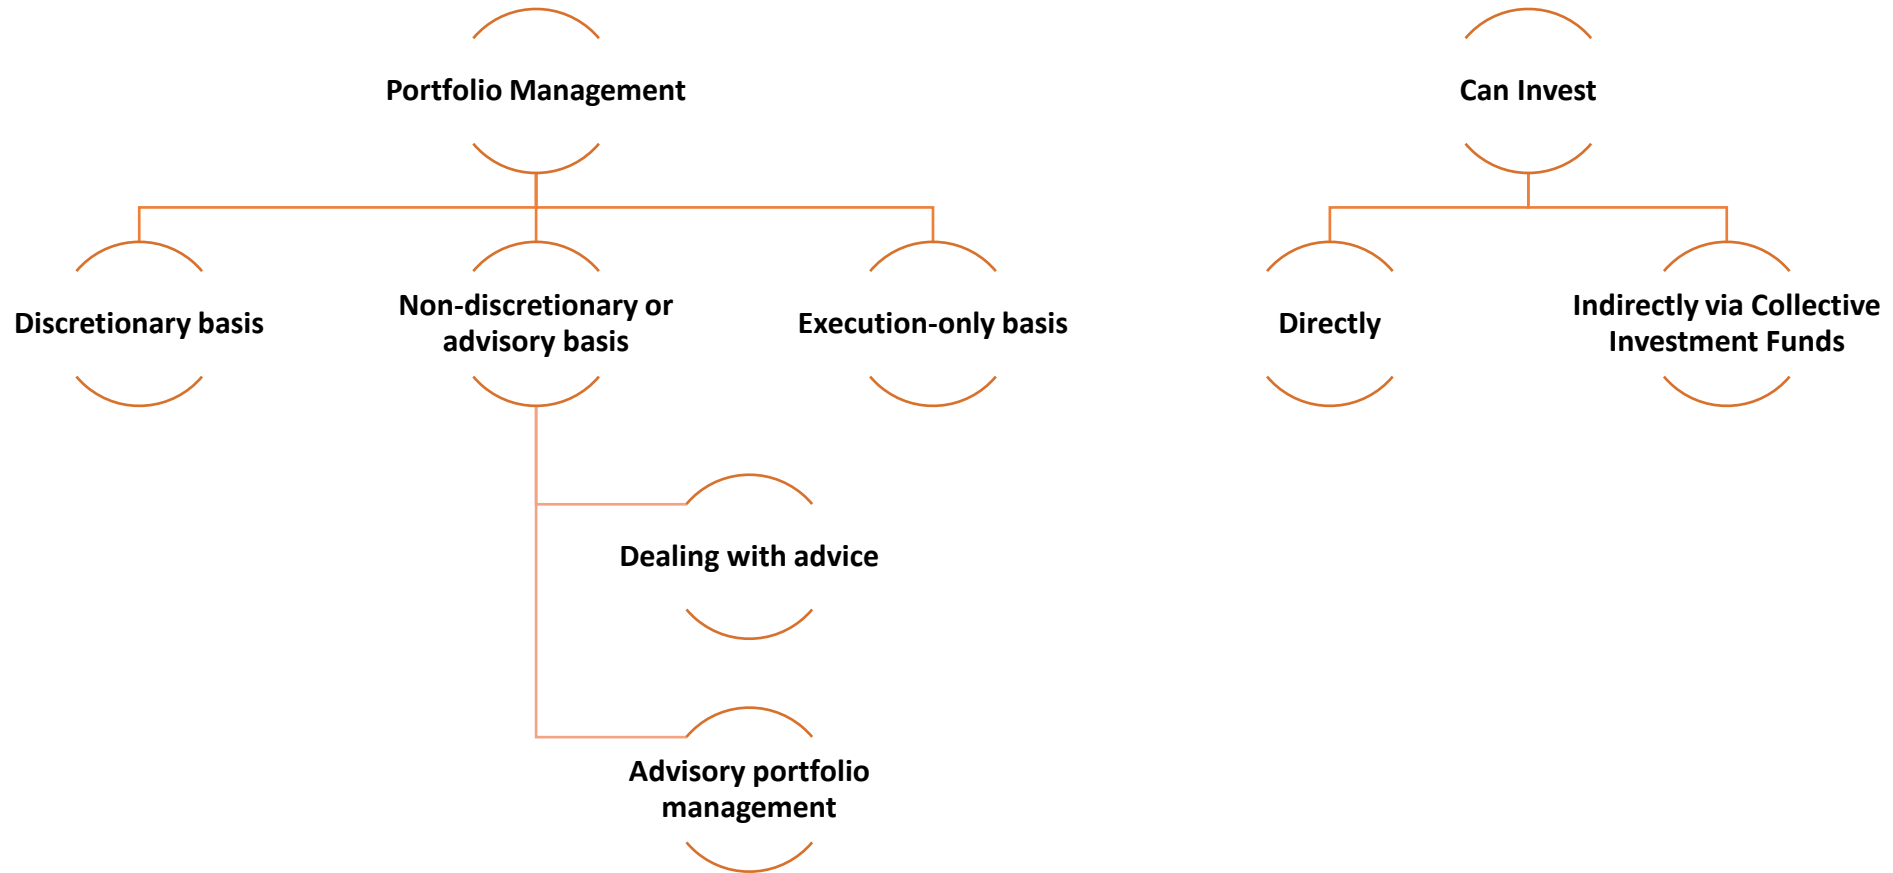 Portfolio Management
Can Invest
Discretionary basis
Non-discretionary or
advisory basis
Execution-only basis
Directly
Indirectly via Collective
Investment Funds
Dealing with advice
Advisory portfolio
management